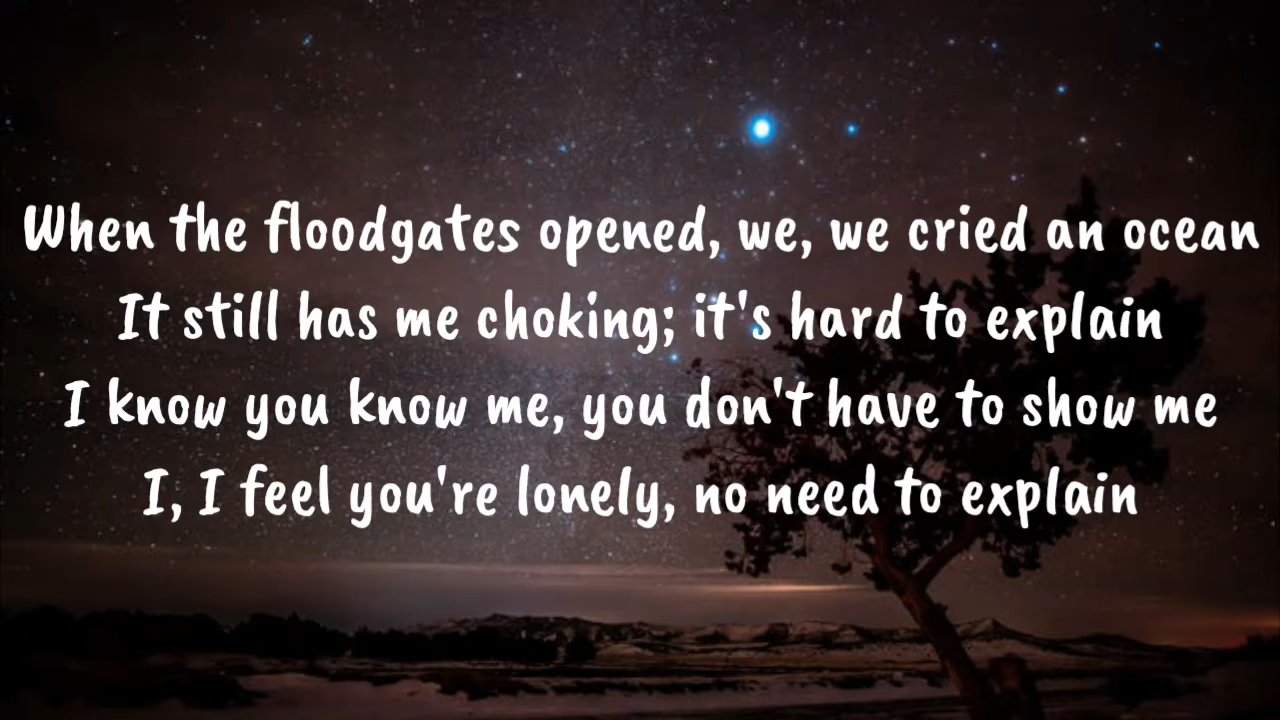 When the floodgates opened, we, we cried an ocean
It still has me choking; it's hard to explain
I know you know me, you don't have to show me
I, I feel you're lonely, no need to explain